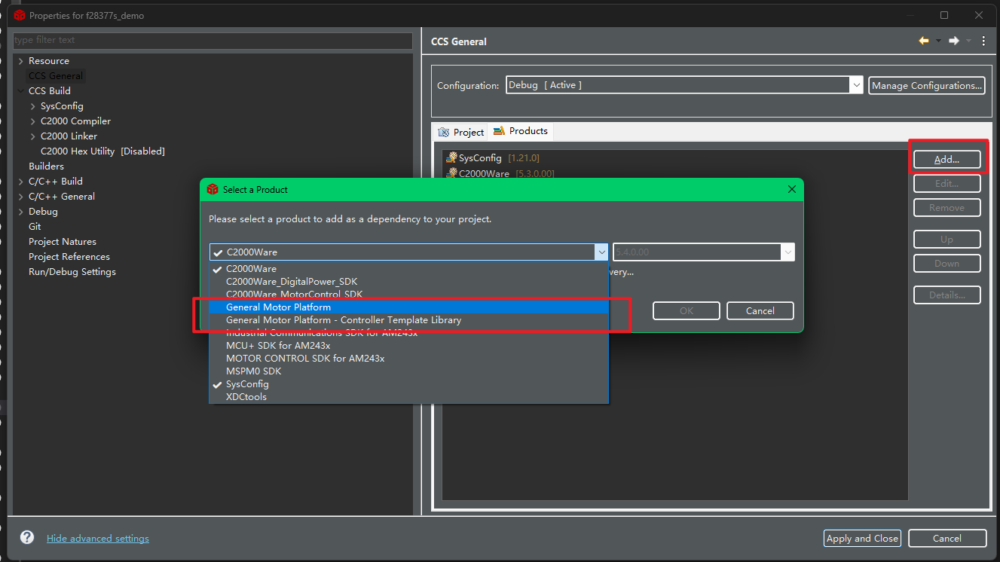 Properties for f28377s_demo
type filter text
Resource
CCS General
CCS Build
SysConfig
C2000 Compiler
C2000 Linker
C2000 Hex Utility [Disabled]
Builders
C/C++ Build
C/C++ General
Debug
Git
Project Natures
Project References
Run/Debug Settings
CCS General
Configuration:
Debug [ Active ]
Manage Configurations...
Project
Products
SysConfig [1.21.0]
C2000Ware [5.3.0.00]
Add...
Edit...
Remove
Up
Down
Details...
Select a Product
Please select a product to add as a dependency to your project.
C2000Ware
5.4.0.00
C2000Ware
C2000Ware_DigitalPower_SDK
C2000Ware_MotorControl_SDK
General Motor Platform
General Motor Platform - Controller Template Library
Industrial Communications SDK for AM243x
MCU+ SDK for AM243x
MOTOR CONTROL SDK for AM243x
MSPM0 SDK
SysConfig
XDCtools
very...
OK
Cancel
Hide advanced settings
Apply and Close
Cancel